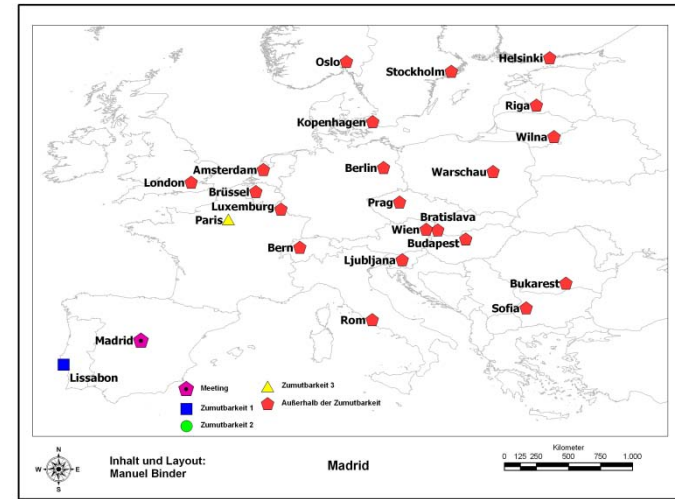 Oslo
Stockholm
Helsinki
Riga
Kopenhagen
Wilna
Amsterdam
Berlin
Warschau
London
Brüssel
Luxemburg
Prag
Paris
Bratislava
Wien
Budapest
Bern
Ljubljana
Bukarest
Sofia
Rom
Madrid
Lissabon
Meeting
Zumutbarkeit 1
Zumutbarkeit 2
Zumutbarkeit 3
Außerhalb der Zumutbarkeit
N
W E
S
Inhalt und Layout:
Manuel Binder
Madrid
Kilometer
0 125 250 500 750 1.000